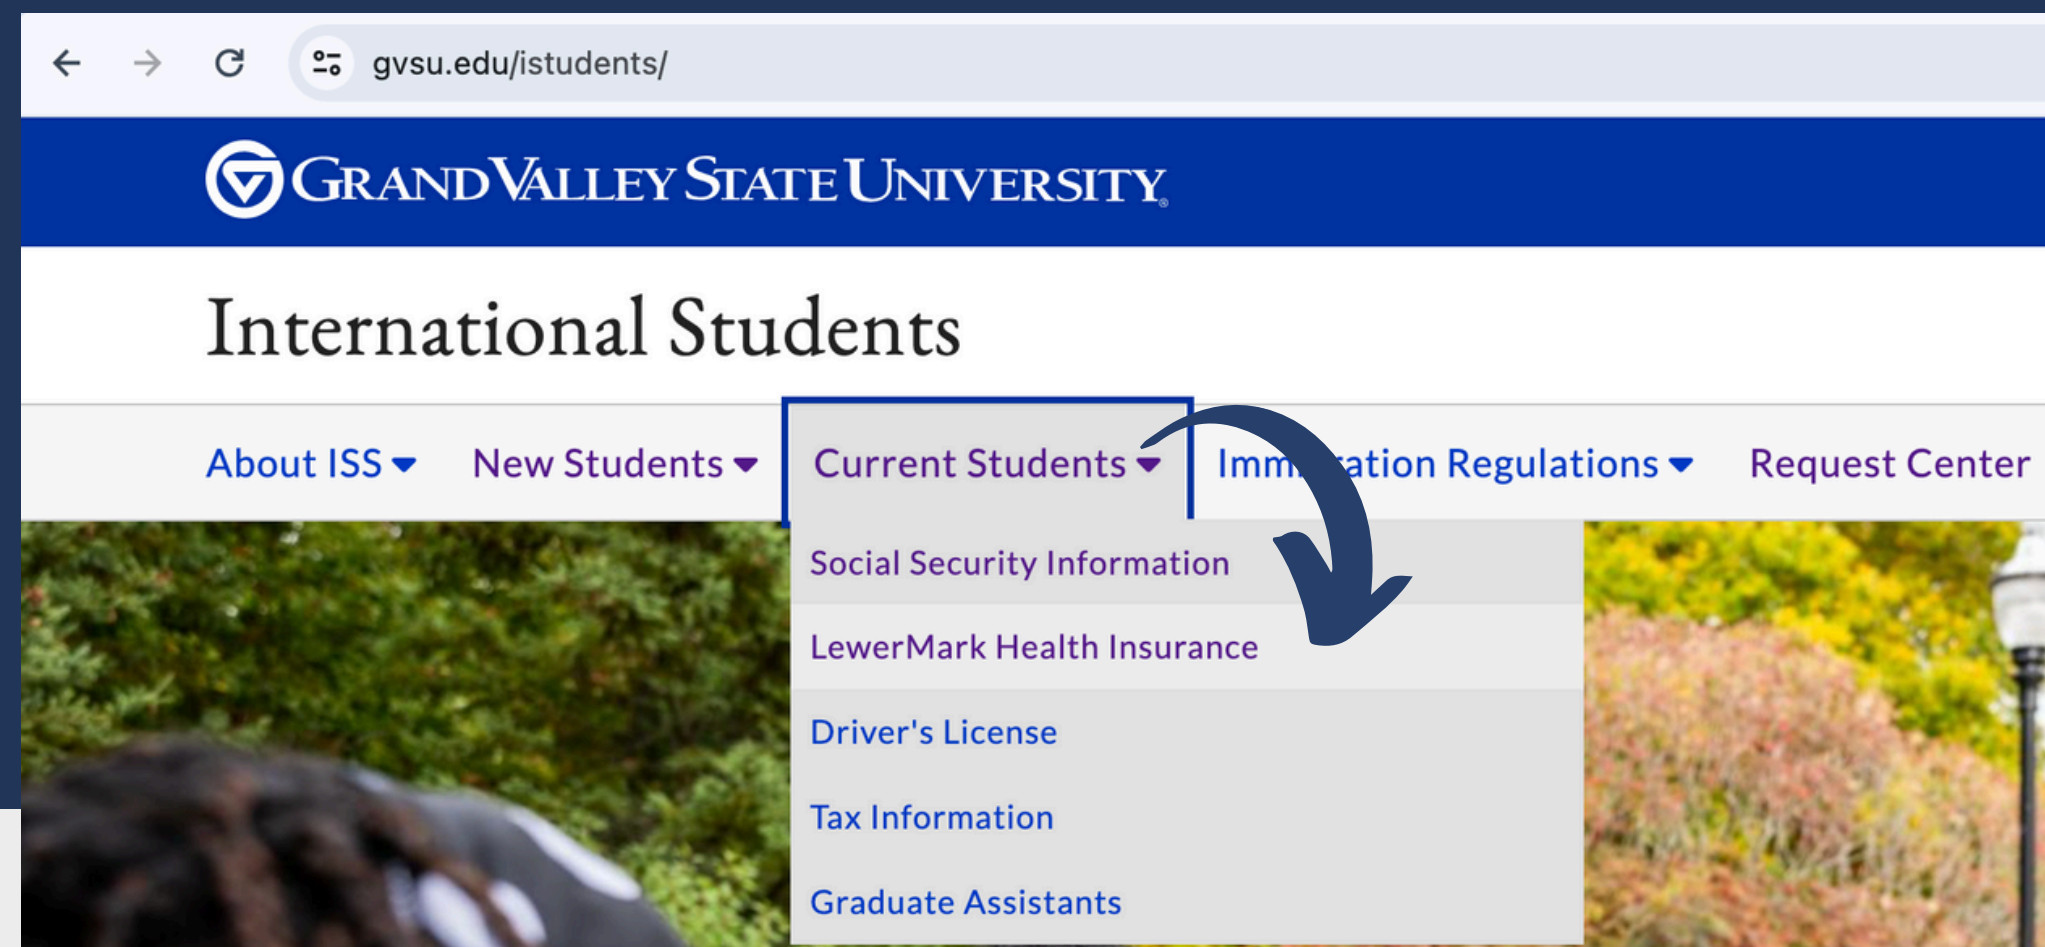 gvsu.edu/istudents/
GRAND VALLEY STATE UNIVERSITY®
International Students
About ISS New Students Current Students Regulations Request Center
Social Security Information
LewerMark Health Insurance
Driver's License
Tax Information
Graduate Assistants